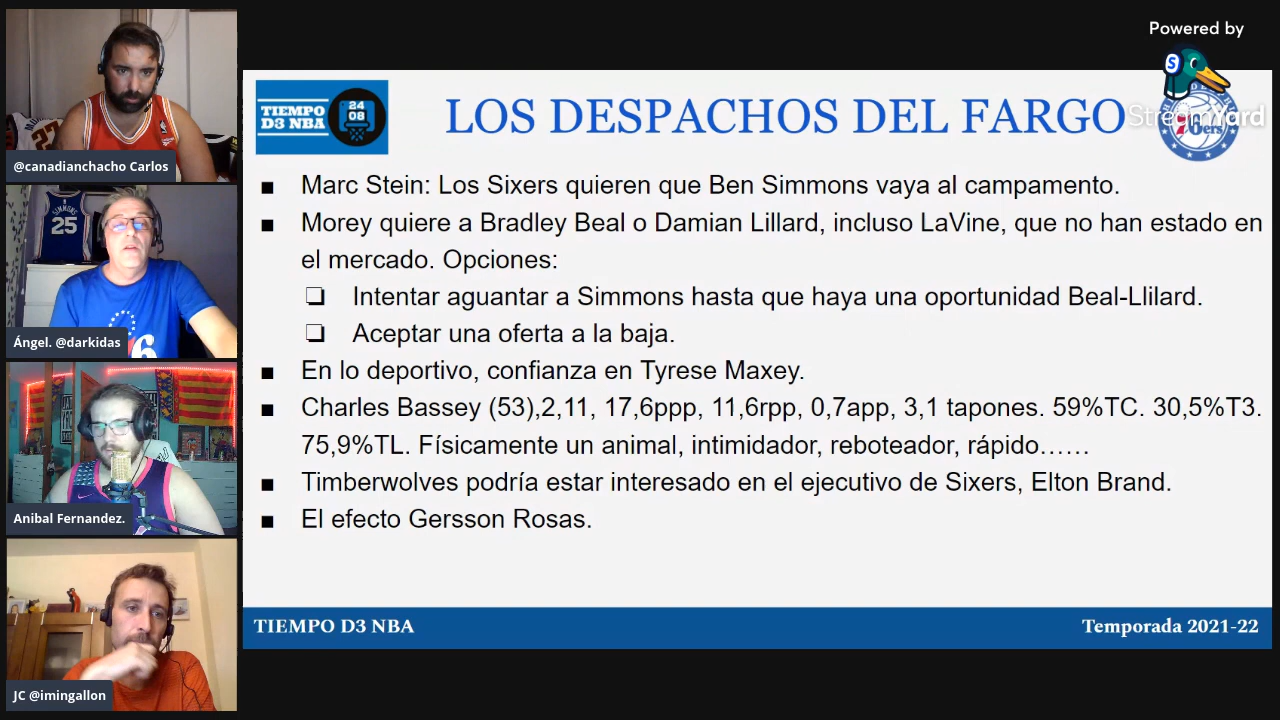 Powered by
StreamYard
TIEMPO
D3 NBA
24
08
LOS DESPACHOS DEL FARGO
76ers
@canadianchacho Carlos
SIMMONS
25
Ángel. @darkidas
Anibal Fernandez.
JC @imingallon
■ Marc Stein: Los Sixers quieren que Ben Simmons vaya al campamento.
■ Morey quiere a Bradley Beal o Damian Lillard, incluso LaVine, que no han estado en
el mercado. Opciones:
❏ Intentar aguantar a Simmons hasta que haya una oportunidad Beal-Llilard.
❏ Aceptar una oferta a la baja.
■ En lo deportivo, confianza en Tyrese Maxey.
■ Charles Bassey (53),2,11, 17,6ppp, 11,6rpp, 0,7app, 3,1 tapones. 59%TC. 30,5%T3.
75,9%TL. Físicamente un animal, intimidador, reboteador, rápido……
■ Timberwolves podría estar interesado en el ejecutivo de Sixers, Elton Brand.
■ El efecto Gersson Rosas.
TIEMPO D3 NBA
Temporada 2021-22